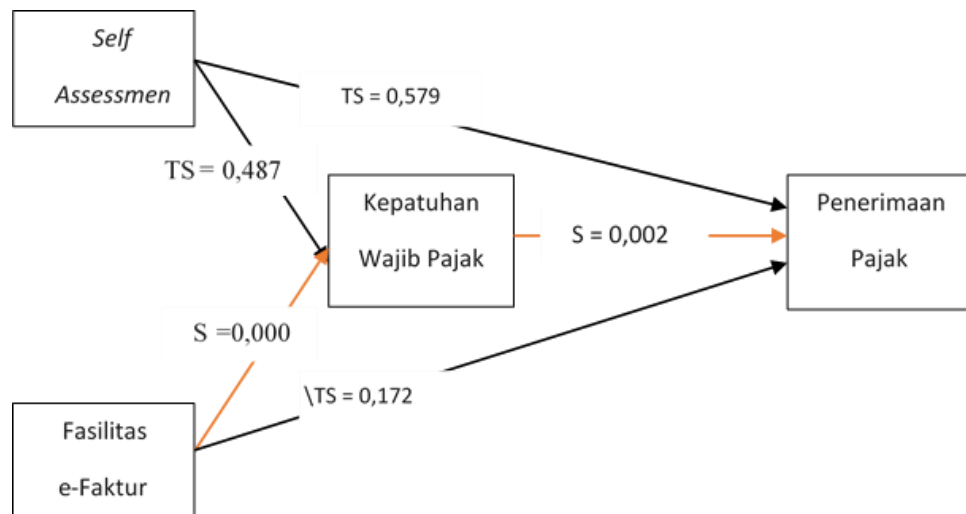 Self
Assessmen
TS = 0,579
TS = 0,487
Kepatuhan
Wajib Pajak
S = 0,002
Penerimaan
Pajak
S =0,000
\TS = 0,172
Fasilitas
e-Faktur